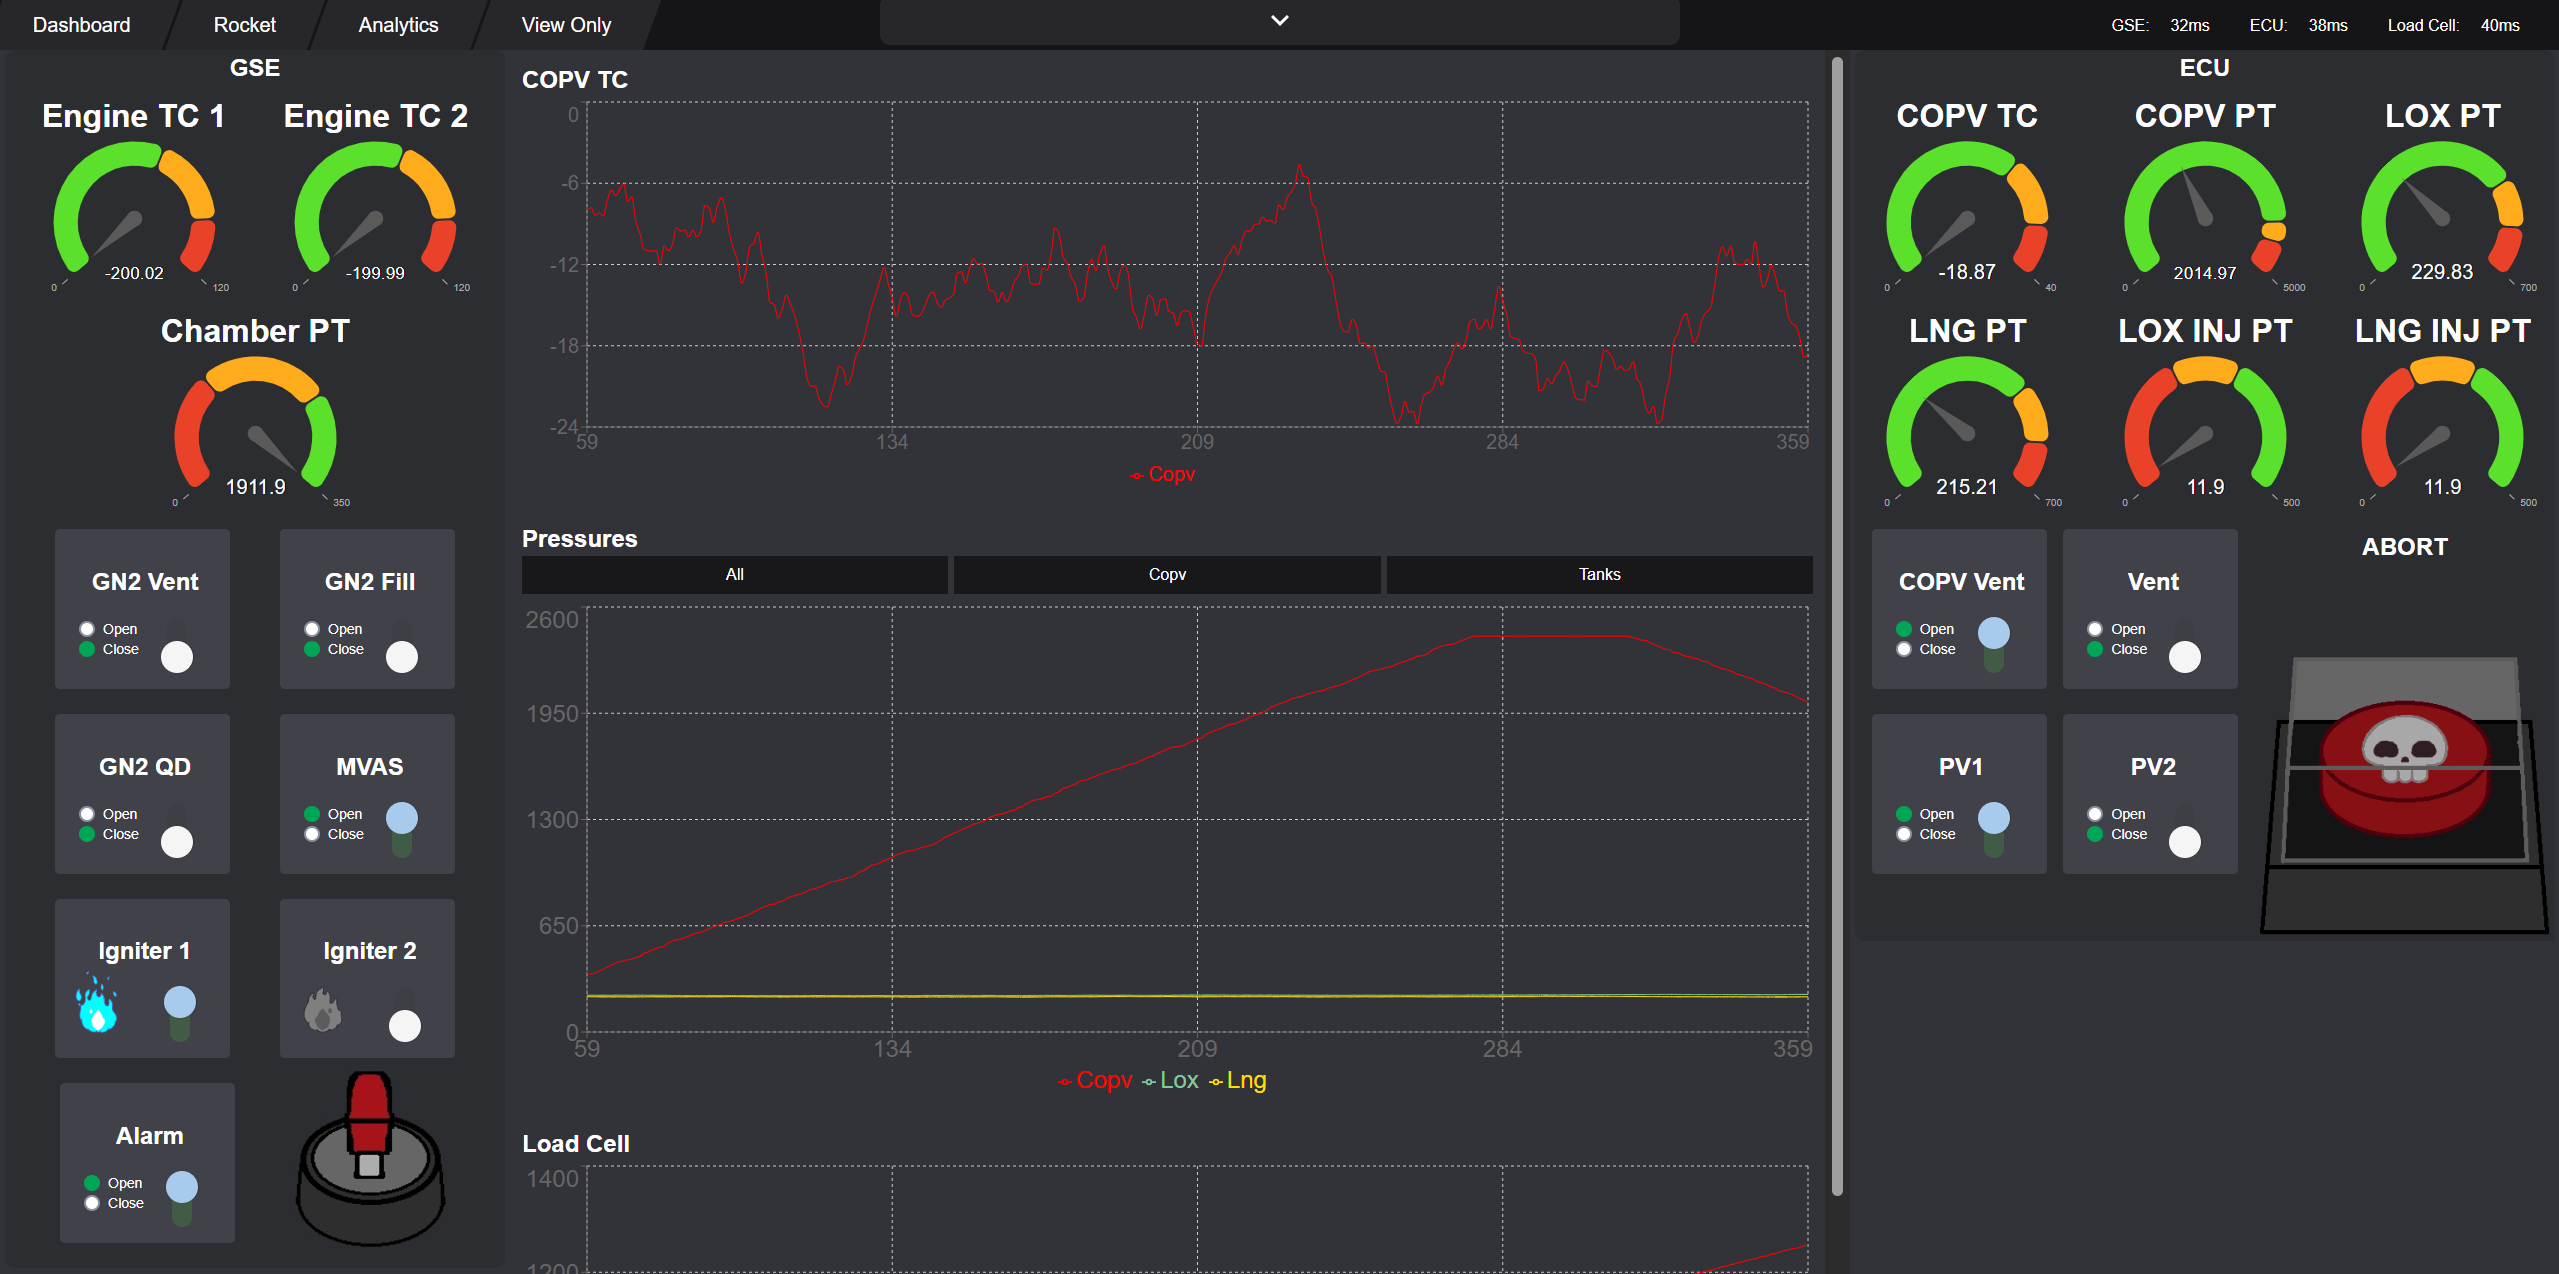 Dashboard Rocket Analytics View Only GSE: 32ms ECU: 38ms Load Cell: 40ms
GSE
Engine TC 1 Engine TC 2
-200.02 -199.99
0 120 0 120
Chamber PT
1911.9
0 350
GN2 Vent GN2 Fill
Open Open
Close Close
GN2 QD MVAS
Open Open
Close Close
Igniter 1 Igniter 2
Alarm
Open
Close
COPV TC
0
-6
-12
-18
-24
59 134 209 284 359
Copv
Pressures
All Copv Tanks
2600
1950
1300
650
0
59 134 209 284 359
Copv Lox Lng
Load Cell
1400
1200
ECU
COPV TC COPV PT LOX PT
-18.87 2014.97 229.83
0 40 0 5000 0 700
LNG PT LOX INJ PT LNG INJ PT
215.21 11.9 11.9
0 700 0 500 0 500
COPV Vent Vent ABORT
Open Open
Close Close
PV1 PV2
Open Open
Close Close